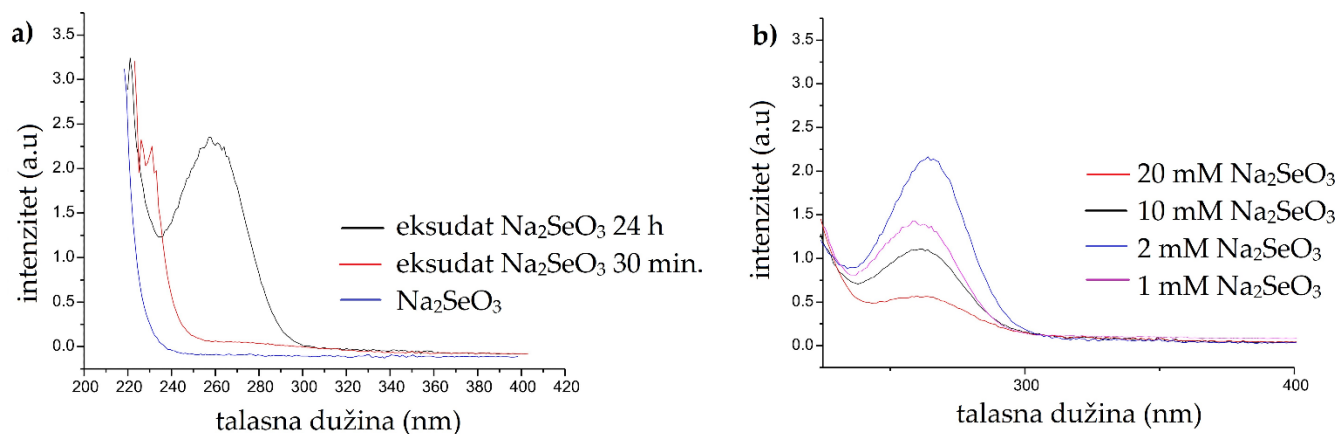 a)
intenzitet (a.u)
3.5
3.0
2.5
2.0
1.5
1.0
0.5
0.0
200 220 240 260 280 300 320 340 360 380 400 420
talasna dužina (nm)
eksudat Na₂SeO₃ 24 h
eksudat Na₂SeO₃ 30 min.
Na₂SeO₃
b)
intenzitet (a.u)
3.5
3.0
2.5
2.0
1.5
1.0
0.5
0.0
300 400
talasna dužina (nm)
20 mM Na₂SeO₃
10 mM Na₂SeO₃
2 mM Na₂SeO₃
1 mM Na₂SeO₃